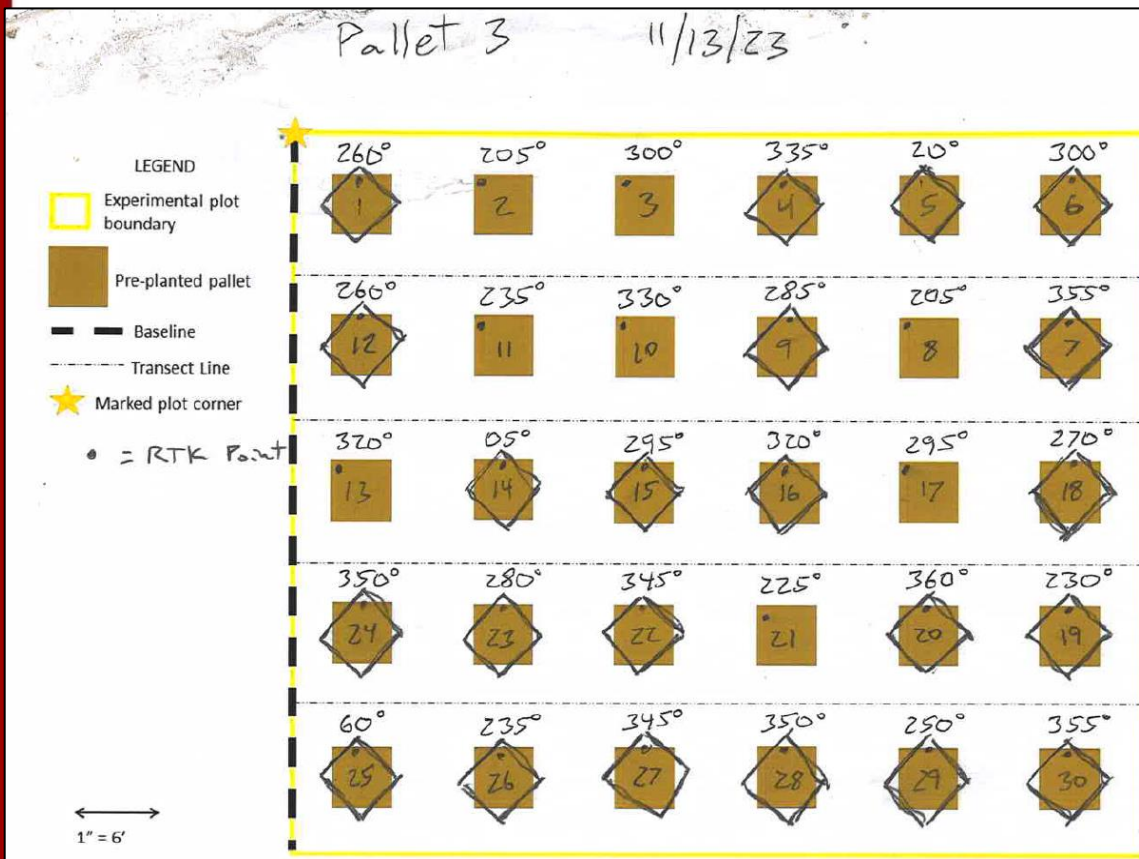 Pallet 3 11/13/23
LEGEND
Experimental plot
boundary
Pre-planted pallet
Baseline
Transect Line
Marked plot corner
• = RTK Point
1" = 6'
260° 205° 300° 335° 20° 300°
1 2 3 4 5 6
260° 235° 330° 285° 205° 355°
12 11 10 9 8 7
320° 05° 295° 320° 295° 270°
13 14 15 16 17 18
350° 280° 345° 225° 360° 230°
24 23 22 21 20 19
60° 235° 345° 350° 250° 355°
25 26 27 28 29 30